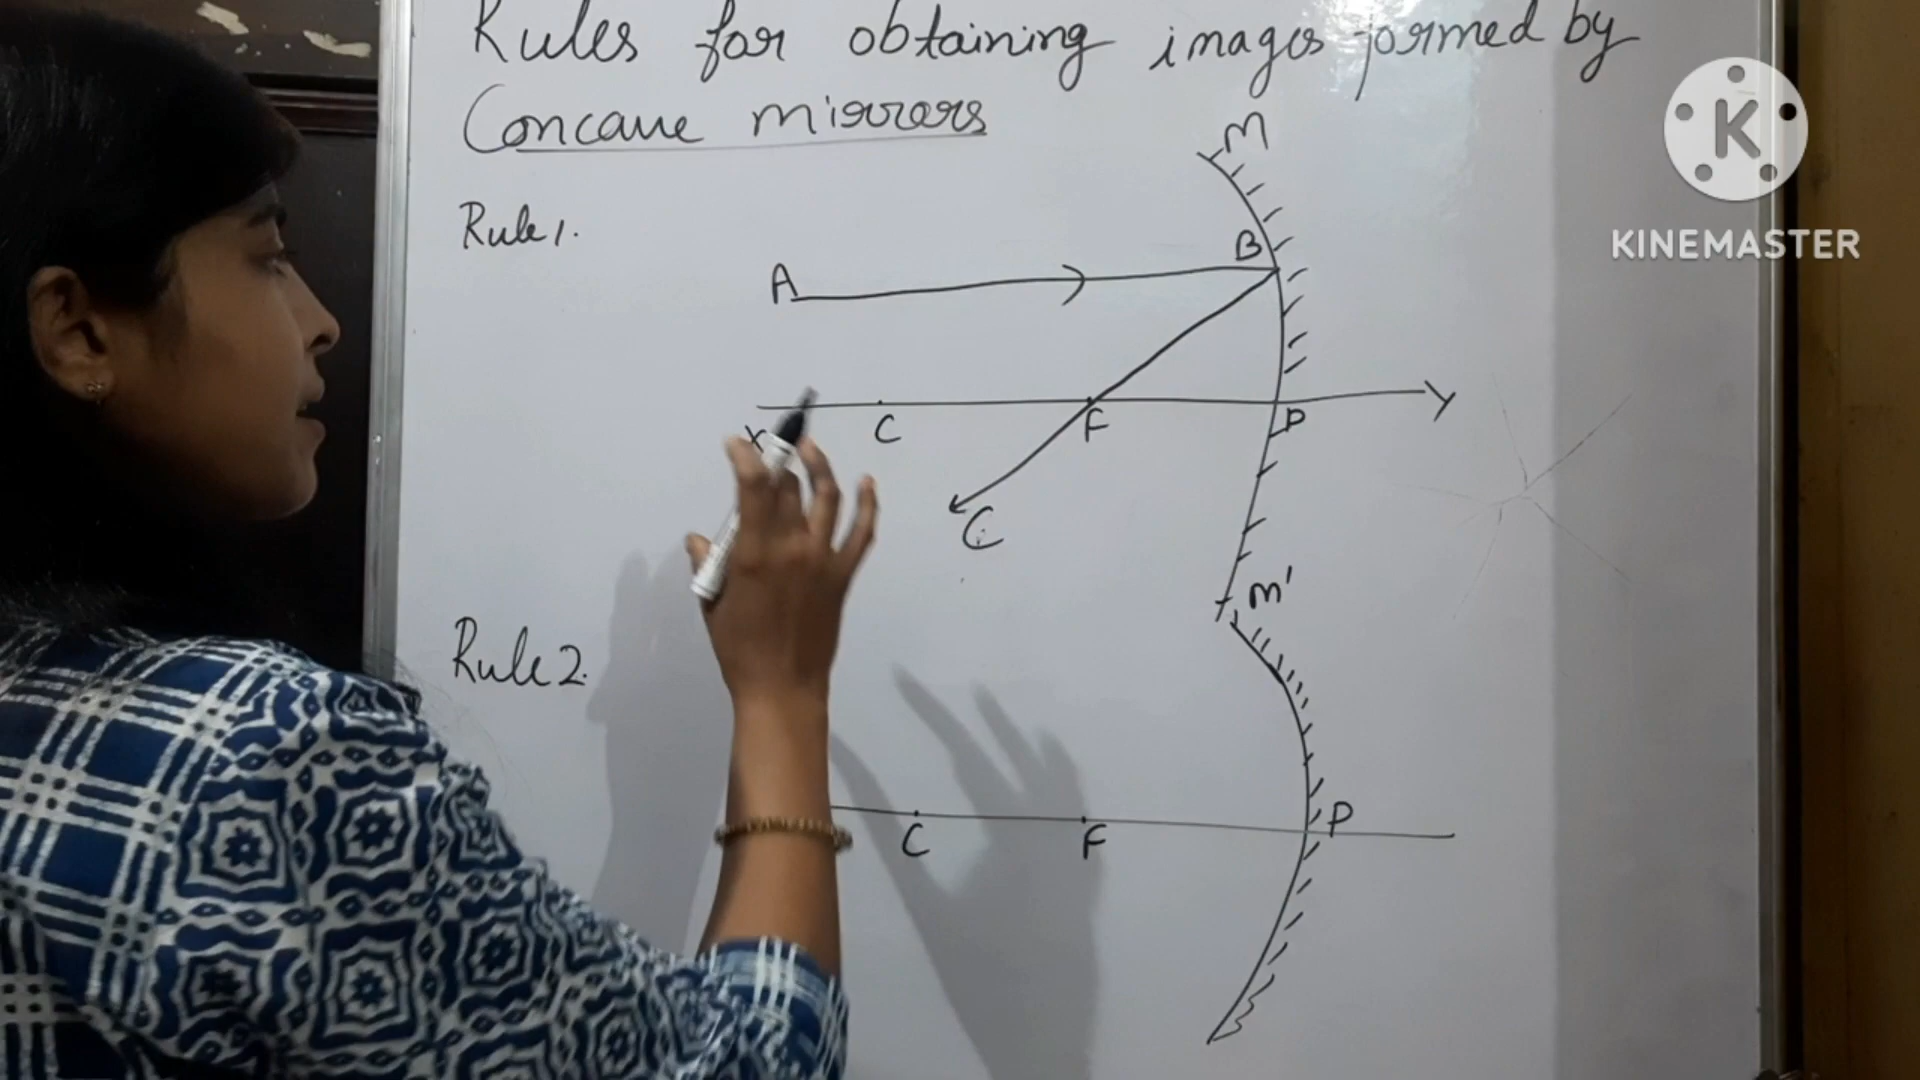 Rules for obtaining images formed by
Concave mirrors
M
K
KINEMASTER
Rule 1.
B
A
X
C
F
P
Y
C
M'
Rule 2.
C
F
P